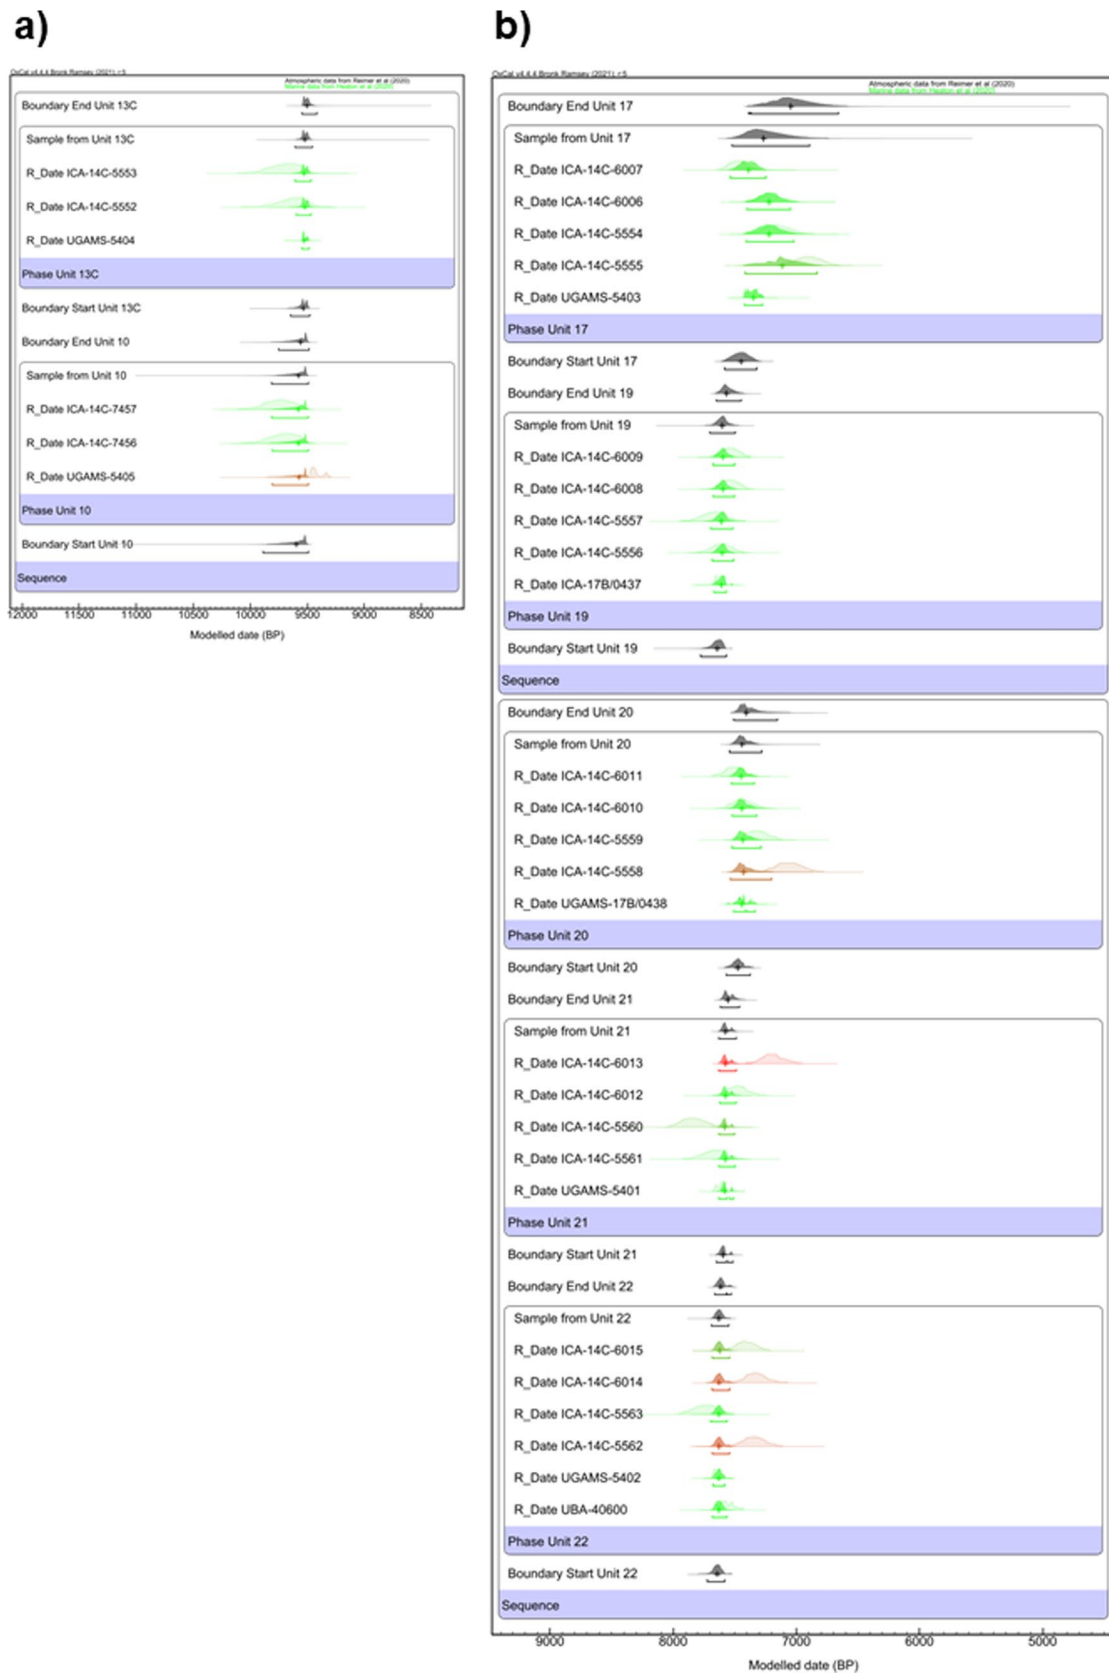 a)
OxCal v4.4.4 Bronk Ramsey (2021); r:5
Atmospheric data from Reimer et al (2020)
Marine data from Heaton et al (2020)
Boundary End Unit 13C
Sample from Unit 13C
R_Date ICA-14C-5553
R_Date ICA-14C-5552
R_Date UGAMS-5404
Phase Unit 13C
Boundary Start Unit 13C
Boundary End Unit 10
Sample from Unit 10
R_Date ICA-14C-7457
R_Date ICA-14C-7456
R_Date UGAMS-5405
Phase Unit 10
Boundary Start Unit 10
Sequence
12000 11500 11000 10500 10000 9500 9000 8500
Modelled date (BP)
b)
OxCal v4.4.4 Bronk Ramsey (2021); r:5
Atmospheric data from Reimer et al (2020)
Marine data from Heaton et al (2020)
Boundary End Unit 17
Sample from Unit 17
R_Date ICA-14C-6007
R_Date ICA-14C-6006
R_Date ICA-14C-5554
R_Date ICA-14C-5555
R_Date UGAMS-5403
Phase Unit 17
Boundary Start Unit 17
Boundary End Unit 19
Sample from Unit 19
R_Date ICA-14C-6009
R_Date ICA-14C-6008
R_Date ICA-14C-5557
R_Date ICA-14C-5556
R_Date ICA-17B/0437
Phase Unit 19
Boundary Start Unit 19
Sequence
Boundary End Unit 20
Sample from Unit 20
R_Date ICA-14C-6011
R_Date ICA-14C-6010
R_Date ICA-14C-5559
R_Date ICA-14C-5558
R_Date UGAMS-17B/0438
Phase Unit 20
Boundary Start Unit 20
Boundary End Unit 21
Sample from Unit 21
R_Date ICA-14C-6013
R_Date ICA-14C-6012
R_Date ICA-14C-5560
R_Date ICA-14C-5561
R_Date UGAMS-5401
Phase Unit 21
Boundary Start Unit 21
Boundary End Unit 22
Sample from Unit 22
R_Date ICA-14C-6015
R_Date ICA-14C-6014
R_Date ICA-14C-5563
R_Date ICA-14C-5562
R_Date UGAMS-5402
R_Date UBA-40600
Phase Unit 22
Boundary Start Unit 22
Sequence
9000 8000 7000 6000 5000
Modelled date (BP)